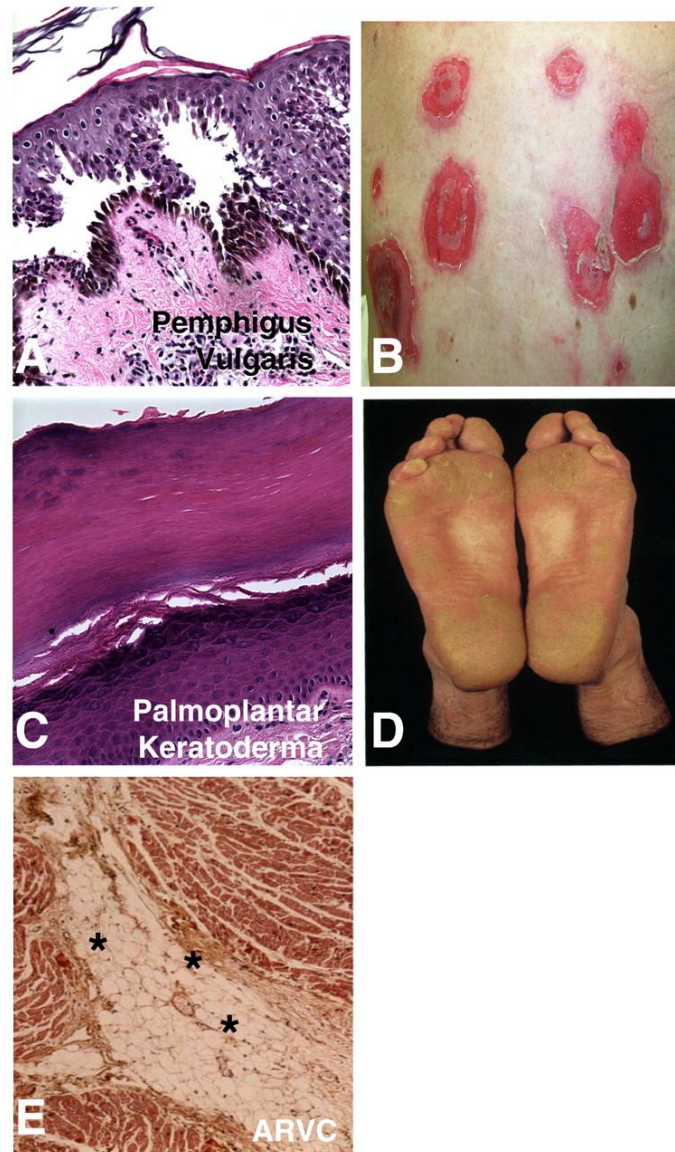 Pemphigus
Vulgaris
A
B
Palmoplantar
Keratoderma
C
D
E
ARVC